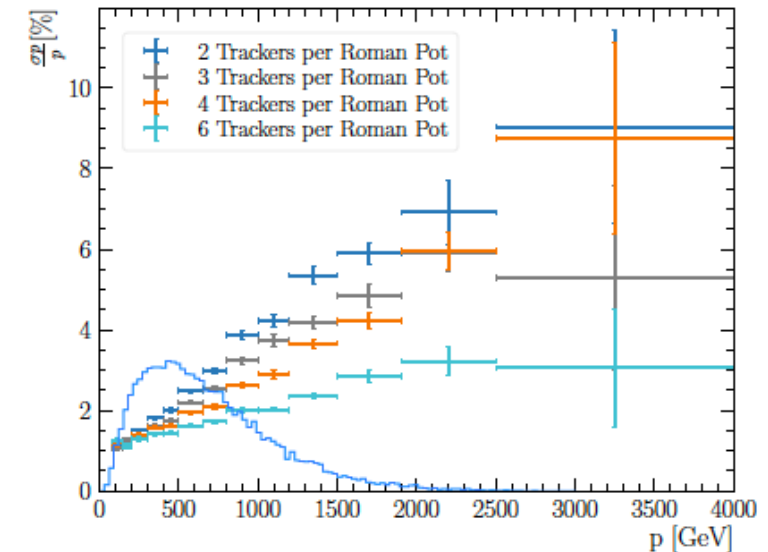 σp/p [%]
2 Trackers per Roman Pot
3 Trackers per Roman Pot
4 Trackers per Roman Pot
6 Trackers per Roman Pot
10
8
6
4
2
0
0 500 1000 1500 2000 2500 3000 3500 4000
p [GeV]